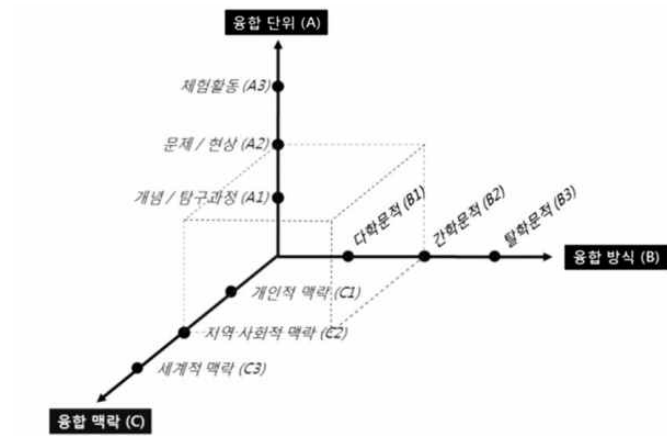 융합 단위 (A)
체험활동 (A3)
문제 / 현상 (A2)
개념 / 탐구과정 (A1)
다학문적 (B1)
간학문적 (B2)
탈학문적 (B3)
융합 방식 (B)
개인적 맥락 (C1)
지역 사회적 맥락 (C2)
세계적 맥락 (C3)
융합 맥락 (C)